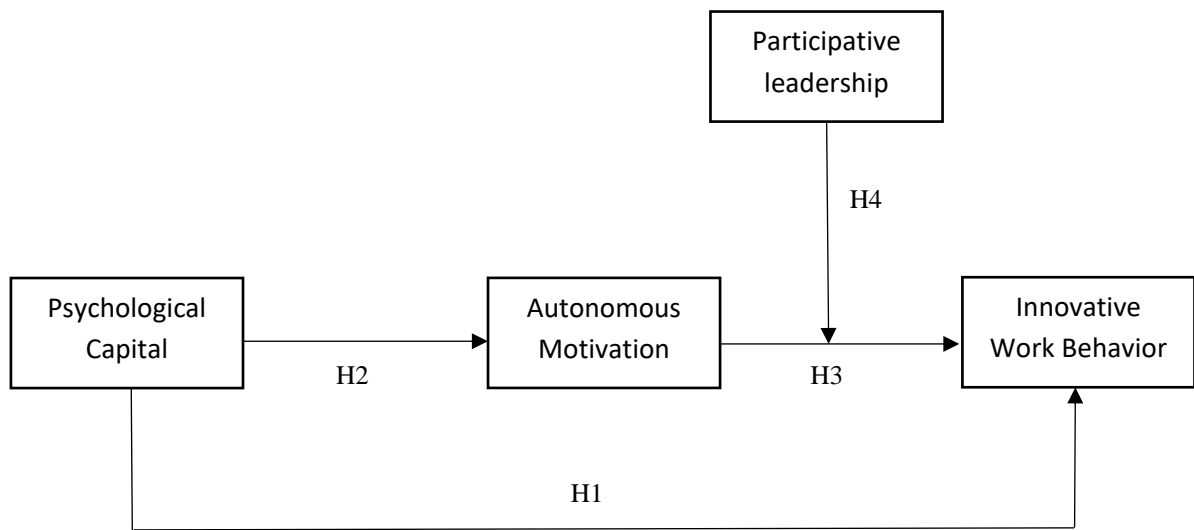 Participative
leadership
H4
Psychological
Capital
H2
Autonomous
Motivation
H3
Innovative
Work Behavior
H1